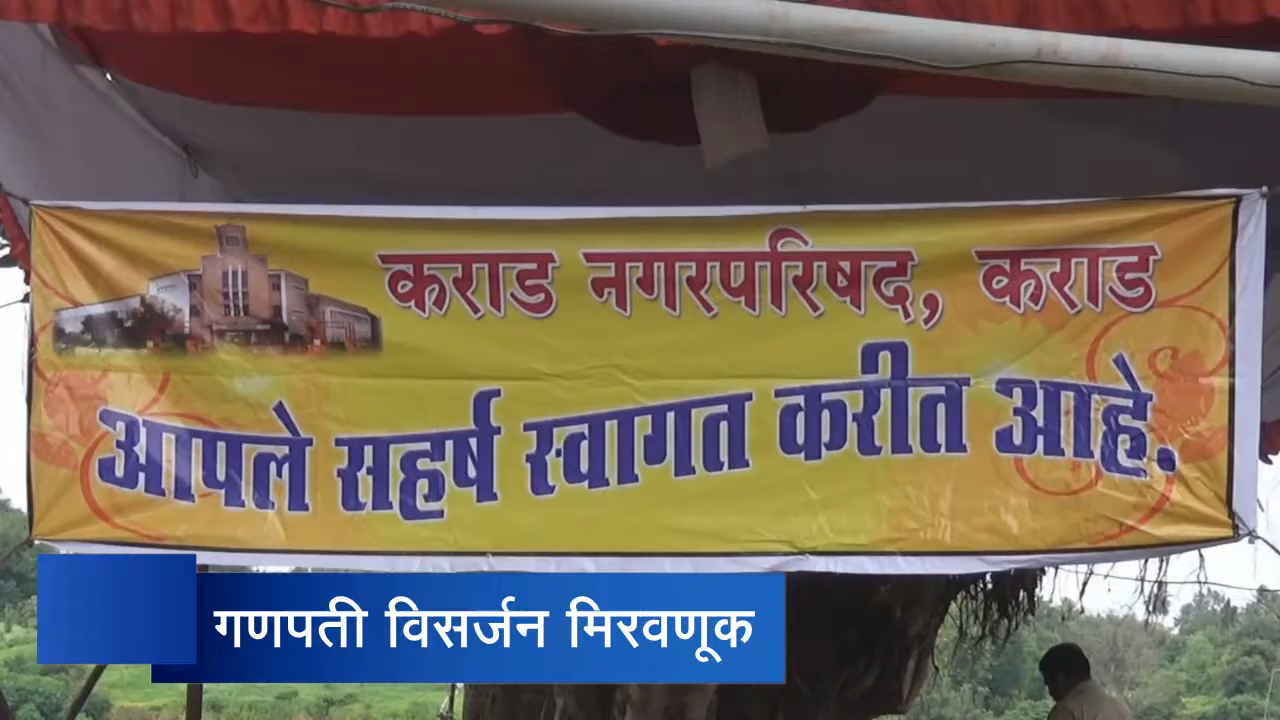 कराड नगरपरिषद, कराड
आपले सहर्ष स्वागत करीत आहे.
गणपती विसर्जन मिरवणूक